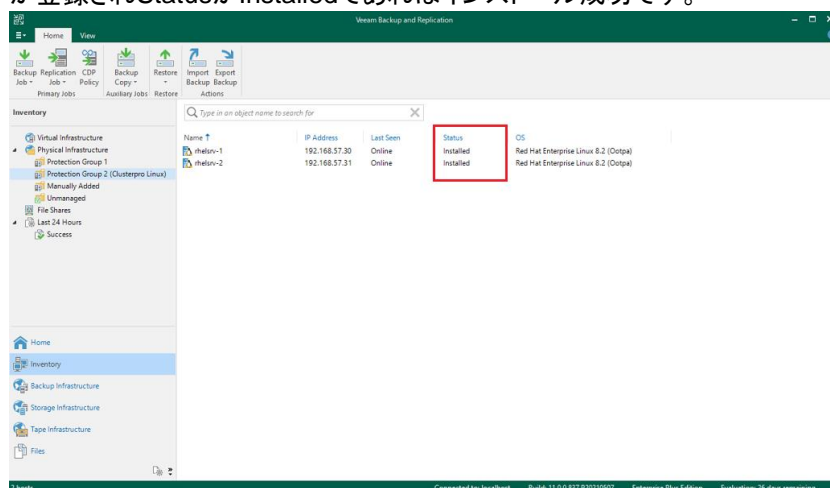 が登録されStatusがInstalledであればインストール成功です。
Veeam Backup and Replication
Home View
Backup Job Replication Job CDP Policy Backup Copy Restore Import Backup Export Backup
Primary Jobs Auxiliary Jobs Restore Actions
Inventory
Type in an object name to search for
Virtual Infrastructure
Physical Infrastructure
Protection Group 1
Protection Group 2 (Clusterpro Linux)
Manually Added
Unmanaged
File Shares
Last 24 Hours
Success
Name IP Address Last Seen Status OS
rhelsrv-1 192.168.57.30 Online Installed Red Hat Enterprise Linux 8.2 (Ootpa)
rhelsrv-2 192.168.57.31 Online Installed Red Hat Enterprise Linux 8.2 (Ootpa)
Home
Inventory
Backup Infrastructure
Storage Infrastructure
Tape Infrastructure
Files
2 hosts Connected to: localhost Build: 11.0.0.837 P20210507 Enterprise Plus Edition Evaluation: 26 days remaining